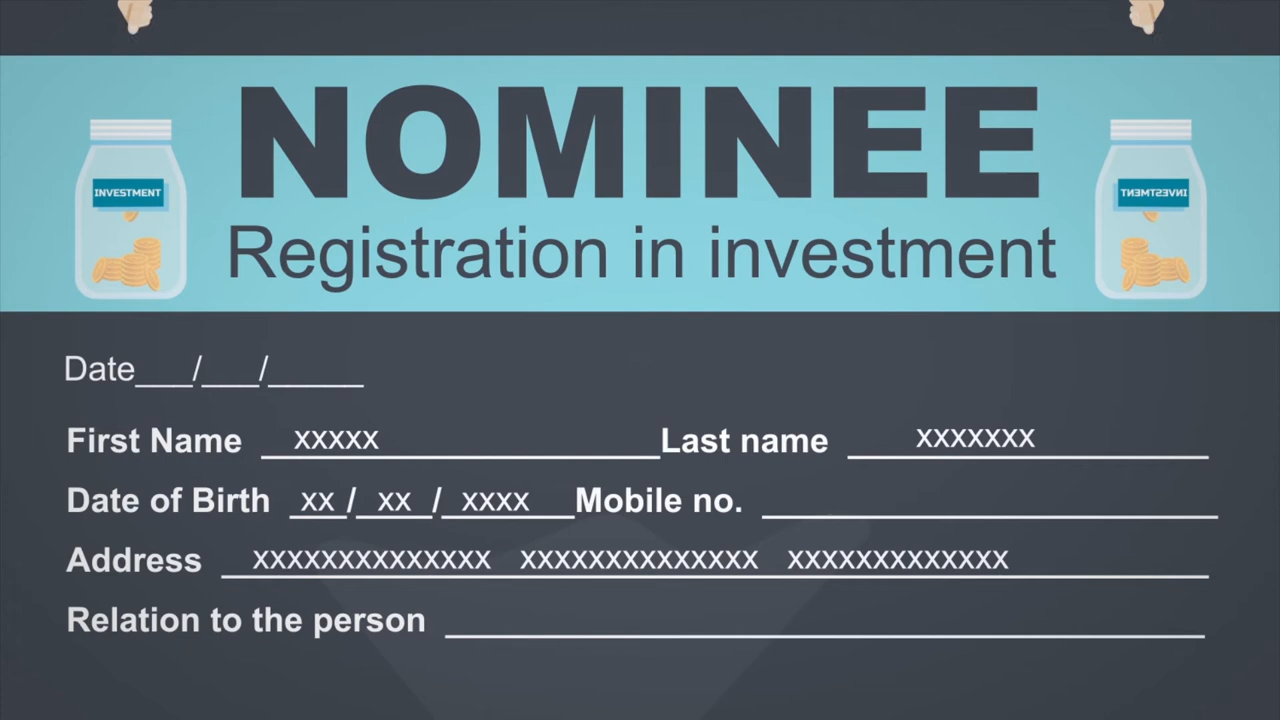 NOMINEE
INVESTMENT
INVESTMENT
Registration in investment
Date___/___/_____
First Name xxxxx Last name xxxxxxx
Date of Birth xx / xx / xxxx Mobile no.
Address xxxxxxxxxxxxxx xxxxxxxxxxxxxx xxxxxxxxxxxxx
Relation to the person